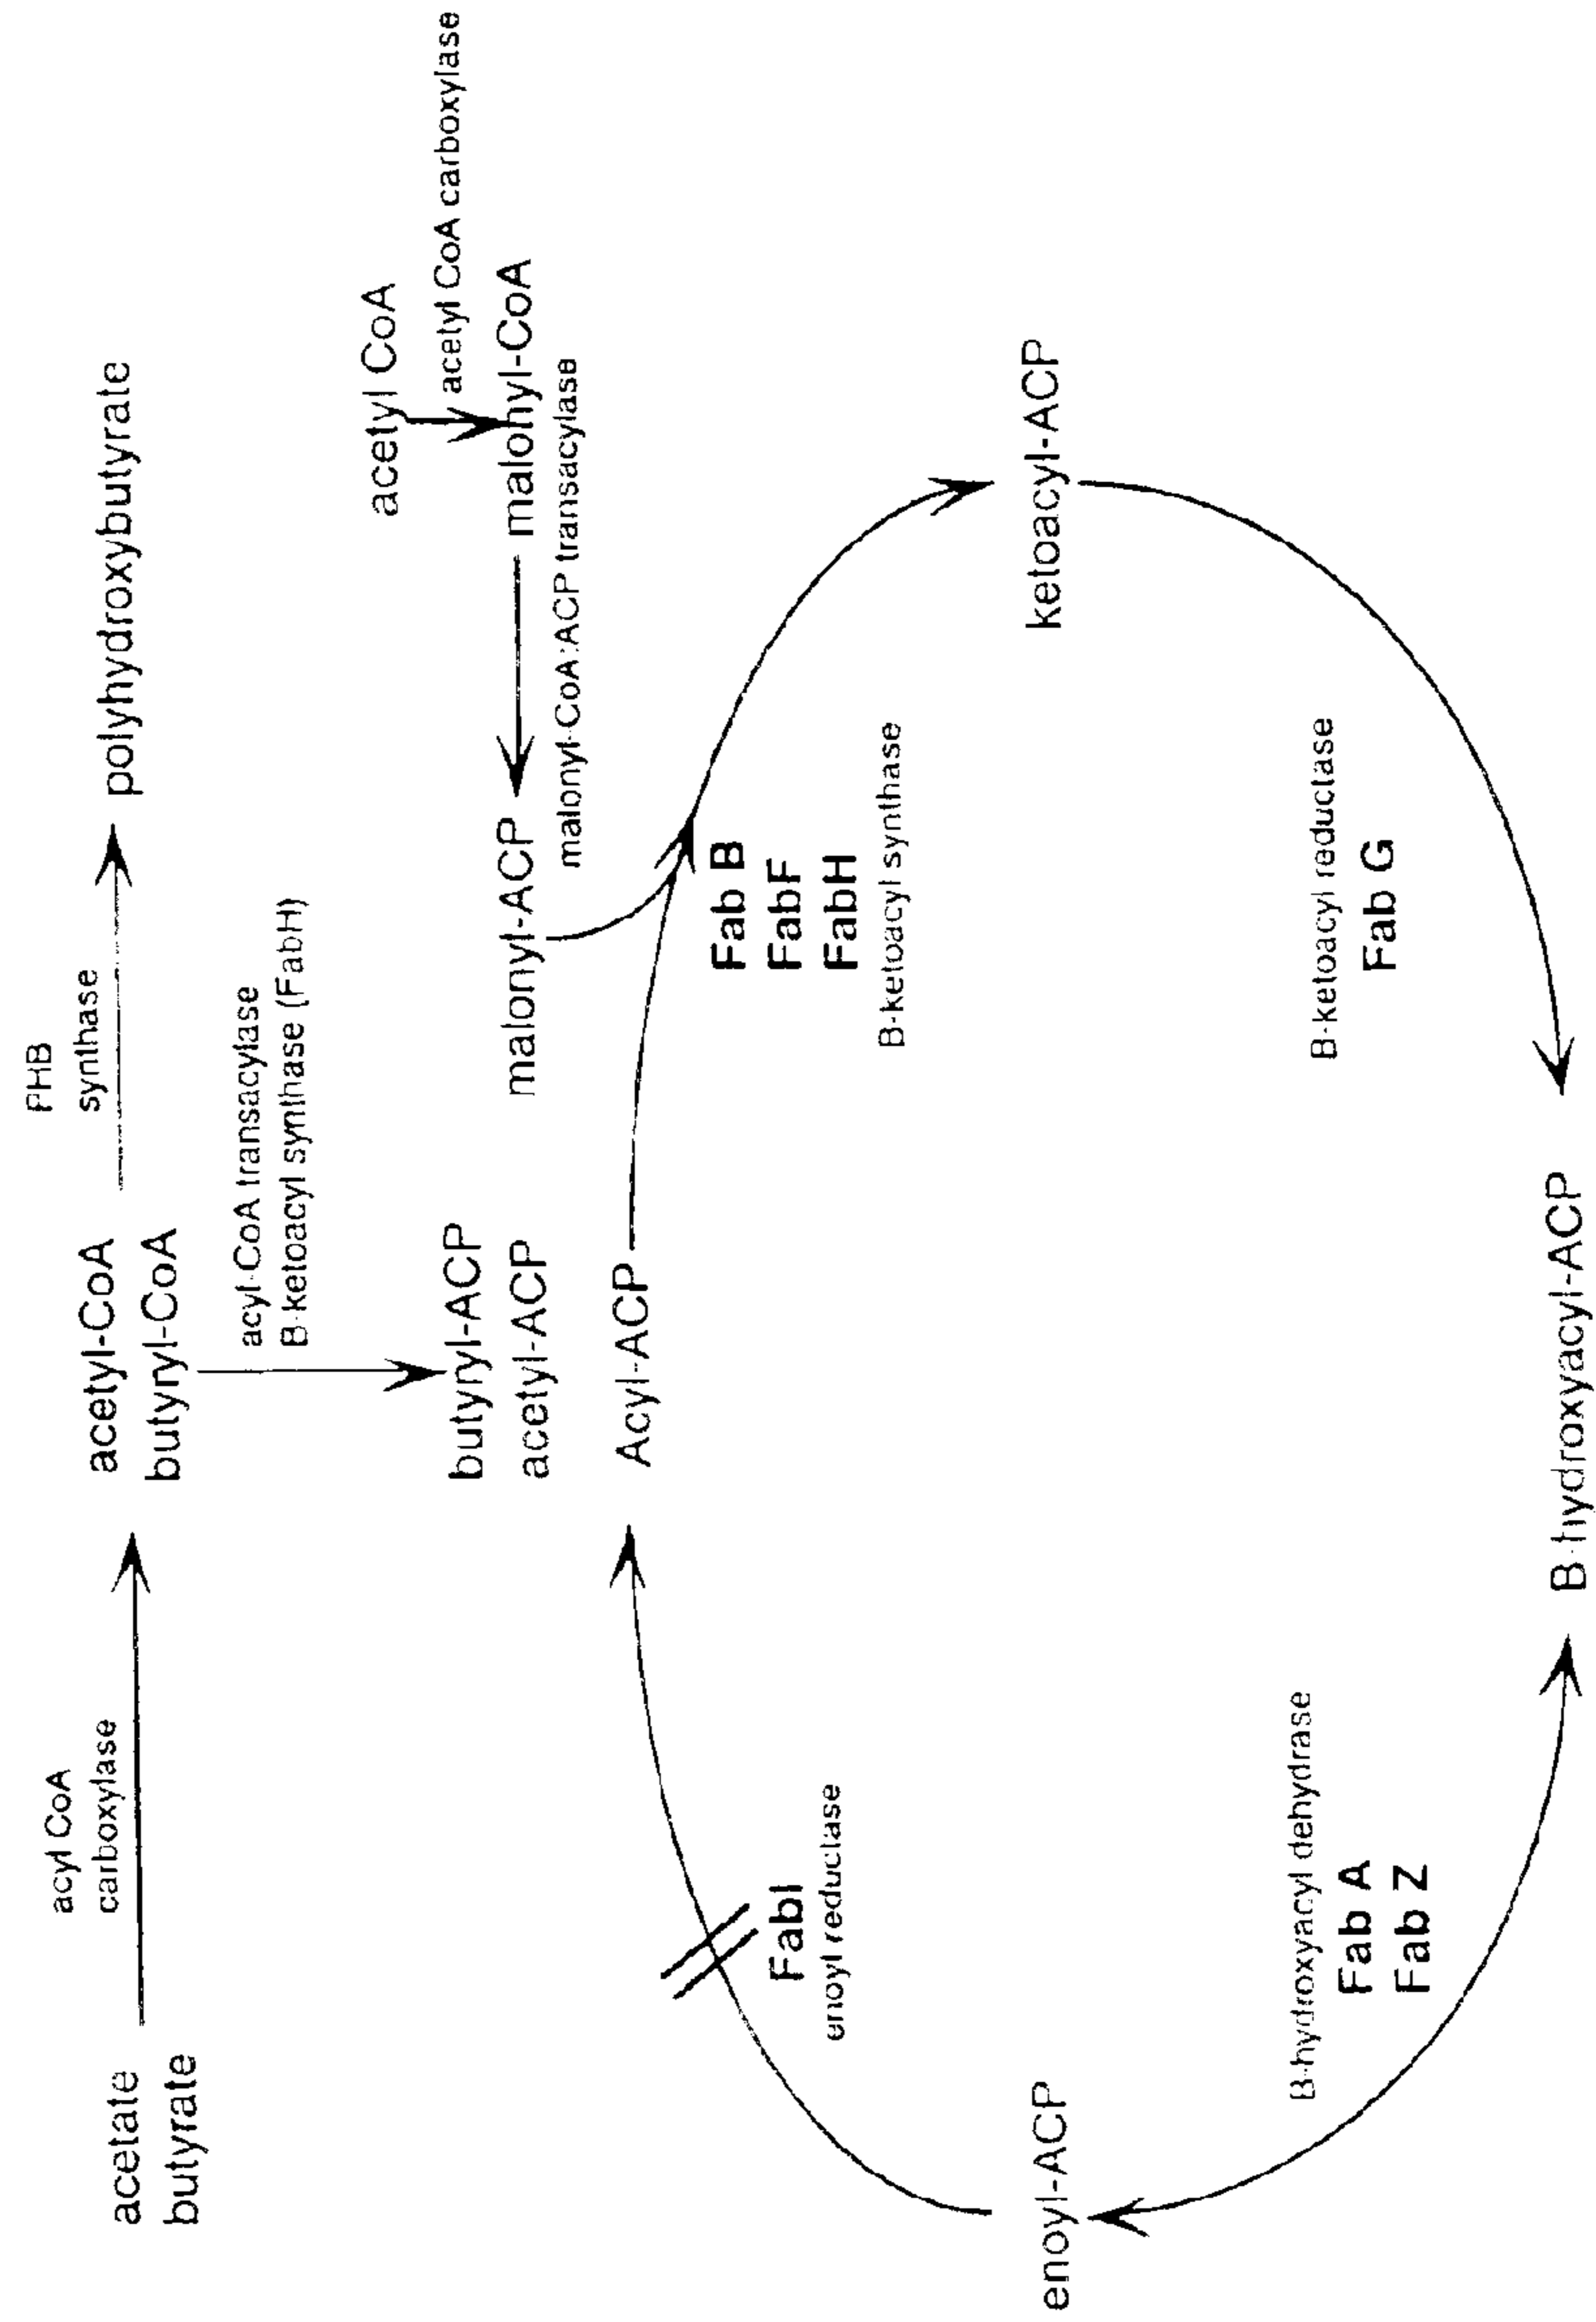 acetate
butyrate
acyl CoA
carboxylase
acetyl-CoA
butyryl-CoA
PHB
synthase
polyhydroxybutyrate
acyl-CoA transacylase
B-ketoacyl synthase (FabH)
butyryl-ACP
acetyl-ACP
acetyl CoA
acetyl CoA carboxylase
malonyl-CoA
malonyl-CoA:ACP transacylase
malonyl-ACP
Acyl-ACP
Fab B
FabF
FabH
B-ketoacyl synthase
ketoacyl-ACP
B-ketoacyl reductase
Fab G
B-hydroxyacyl-ACP
B-hydroxyacyl dehydrase
Fab A
Fab Z
enoyl-ACP
FabI
enoyl reductase